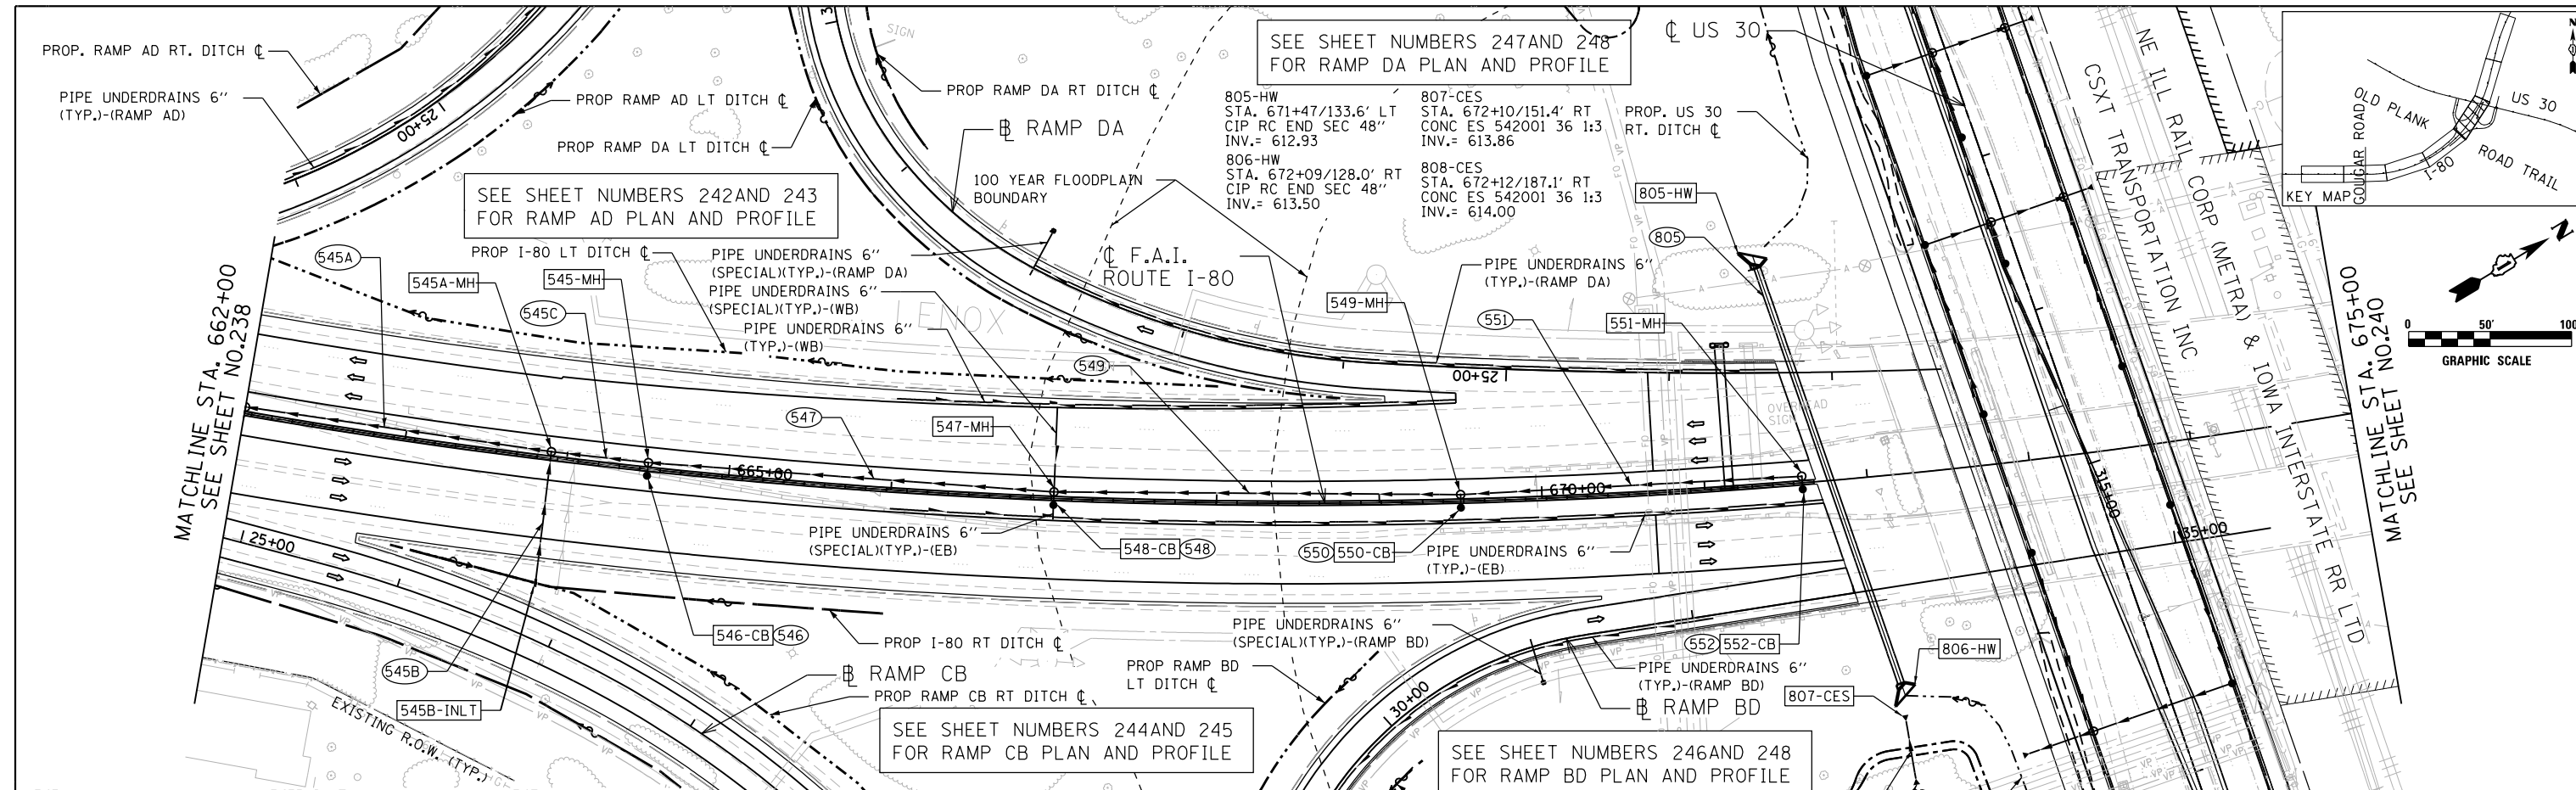 PROP. RAMP AD RT. DITCH ℄
PIPE UNDERDRAINS 6''
(TYP.)-(RAMP AD)
25+00
PROP RAMP AD LT DITCH ℄
PROP RAMP DA LT DITCH ℄
SIGN
PROP RAMP DA RT DITCH ℄
B̵L RAMP DA
100 YEAR FLOODPLAIN
BOUNDARY
SEE SHEET NUMBERS 247AND 248
FOR RAMP DA PLAN AND PROFILE
805-HW
STA. 671+47/133.6' LT
CIP RC END SEC 48''
INV.= 612.93
806-HW
STA. 672+09/128.0' RT
CIP RC END SEC 48''
INV.= 613.50
807-CES
STA. 672+10/151.4' RT
CONC ES 542001 36 1:3
INV.= 613.86
808-CES
STA. 672+12/187.1' RT
CONC ES 542001 36 1:3
INV.= 614.00
℄ US 30
PROP. US 30
RT. DITCH ℄
805-HW
805
NE ILL RAIL CORP (METRA) & IOWA INTERSTATE RR LTD
CSXT TRANSPORTATION INC
OLD PLANK
ROAD TRAIL
US 30
COUGAR ROAD
I-80
KEY MAP
N
N
0 50' 100
GRAPHIC SCALE
SEE SHEET NUMBERS 242AND 243
FOR RAMP AD PLAN AND PROFILE
PROP I-80 LT DITCH ℄
PIPE UNDERDRAINS 6''
(SPECIAL)(TYP.)-(RAMP DA)
PIPE UNDERDRAINS 6''
(SPECIAL)(TYP.)-(WB)
PIPE UNDERDRAINS 6''
(TYP.)-(WB)
LENOX
℄ F.A.I.
ROUTE I-80
PIPE UNDERDRAINS 6''
(TYP.)-(RAMP DA)
MATCHLINE STA. 662+00
SEE SHEET NO.238
545A
545A-MH
545-MH
545C
549-MH
551
551-MH
549
25+00
547
547-MH
OVERHEAD
SIGN
665+00
670+00
MATCHLINE STA. 675+00
SEE SHEET NO.240
315+00
35+00
25+00
PIPE UNDERDRAINS 6''
(SPECIAL)(TYP.)-(EB)
548-CB 548
550 550-CB
PIPE UNDERDRAINS 6''
(TYP.)-(EB)
546-CB 546
PROP I-80 RT DITCH ℄
PIPE UNDERDRAINS 6''
(SPECIAL)(TYP.)-(RAMP BD)
552 552-CB
806-HW
545B
545B-INLT
B̵L RAMP CB
PROP RAMP CB RT DITCH ℄
PROP RAMP BD
LT DITCH ℄
PIPE UNDERDRAINS 6''
(TYP.)-(RAMP BD)
807-CES
EXISTING R.O.W. (TYP.)
30+00
B̵L RAMP BD
SEE SHEET NUMBERS 244AND 245
FOR RAMP CB PLAN AND PROFILE
SEE SHEET NUMBERS 246AND 248
FOR RAMP BD PLAN AND PROFILE